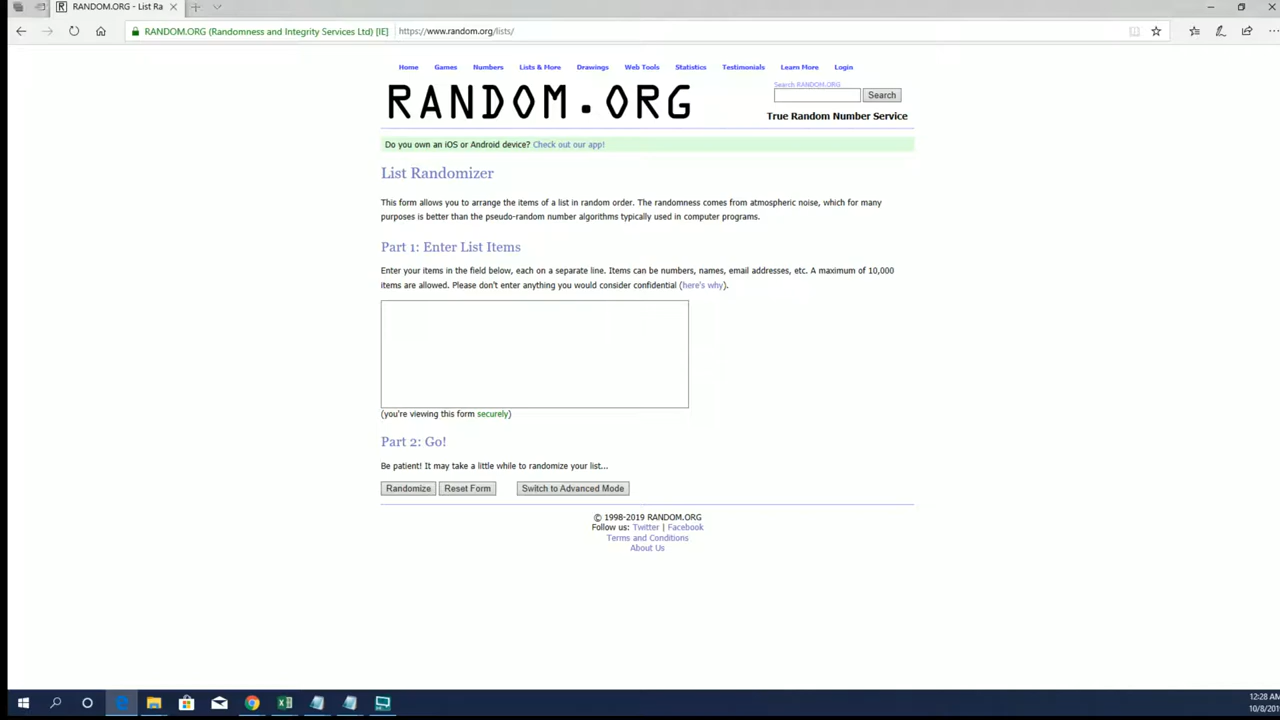 RANDOM.ORG - List Ra
RANDOM.ORG (Randomness and Integrity Services Ltd) [IE] https://www.random.org/lists/
Home Games Numbers Lists & More Drawings Web Tools Statistics Testimonials Learn More Login
RANDOM.ORG
Search RANDOM.ORG
Search
True Random Number Service
Do you own an iOS or Android device? Check out our app!
List Randomizer
This form allows you to arrange the items of a list in random order. The randomness comes from atmospheric noise, which for many
purposes is better than the pseudo-random number algorithms typically used in computer programs.
Part 1: Enter List Items
Enter your items in the field below, each on a separate line. Items can be numbers, names, email addresses, etc. A maximum of 10,000
items are allowed. Please don't enter anything you would consider confidential (here's why).
(you're viewing this form securely)
Part 2: Go!
Be patient! It may take a little while to randomize your list...
Randomize Reset Form Switch to Advanced Mode
© 1998-2019 RANDOM.ORG
Follow us: Twitter | Facebook
Terms and Conditions
About Us
12:28 AM
10/8/201